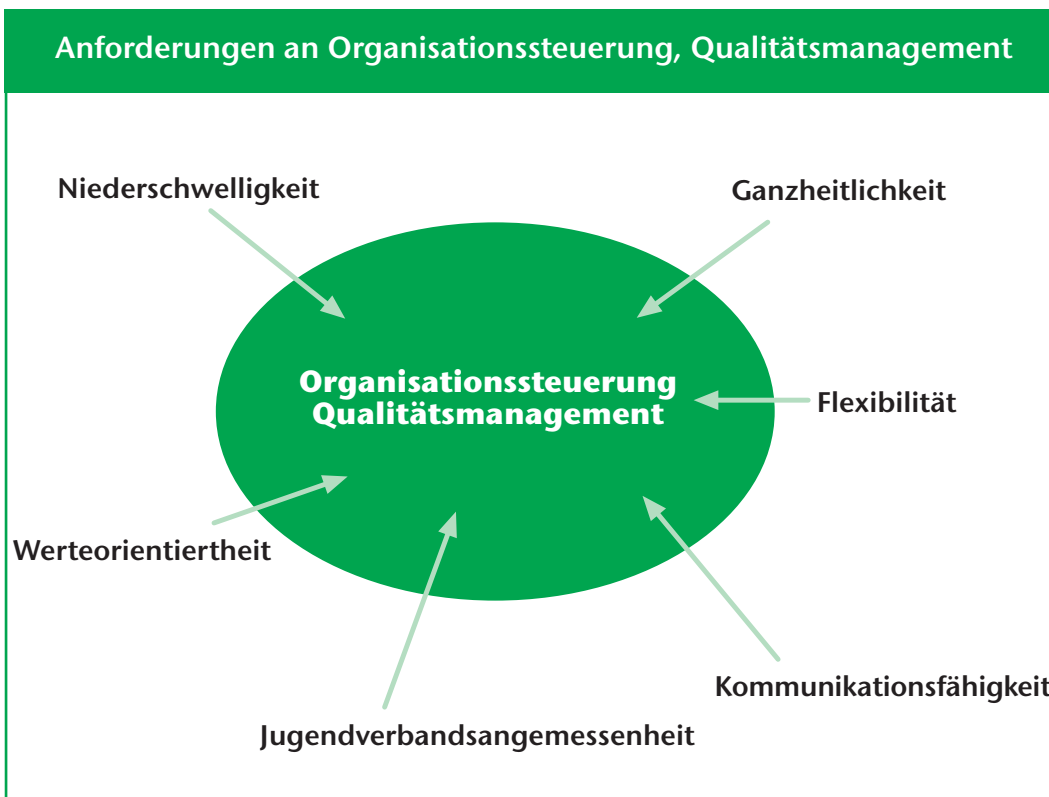 Anforderungen an Organisationssteuerung, Qualitätsmanagement
Niederschwelligkeit
Ganzheitlichkeit
Organisationssteuerung
Qualitätsmanagement
Flexibilität
Werteorientiertheit
Kommunikationsfähigkeit
Jugendverbandsangemessenheit